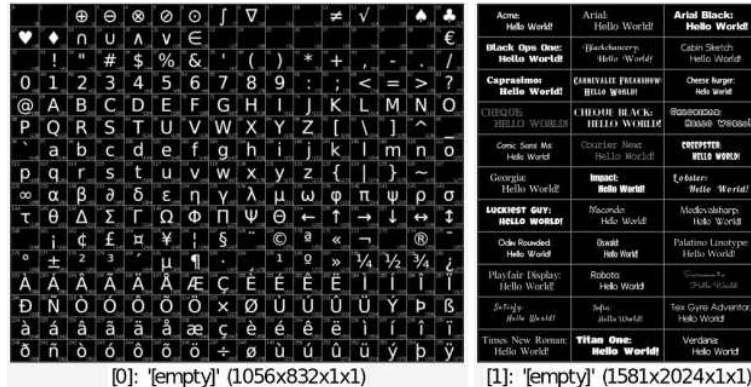 ⊕ ⊖ ⊗ ⊘ ⊙ ∫ ∇ ≠ √ ♠ ♣
♥ ♦ ∩ ∪ ∧ ∨ ∈ €
! " # $ % & ' ( ) * + , - . /
0 1 2 3 4 5 6 7 8 9 : ; < = > ?
@ A B C D E F G H I J K L M N O
P Q R S T U V W X Y Z [ \ ] ^ _
` a b c d e f g h i j k l m n o
p q r s t u v w x y z { | } ~
∞ α β ∂ δ ε η γ λ μ ω φ π ψ ρ σ
τ θ Δ Σ Γ Ω Φ Π Ψ Θ ← ↑ → ↓ ↔ ↕
¡ ¢ £ ¤ ¥ ¦ § ¨ © ª « ¬ ® ¯
° ± ² ³ ´ µ ¶ · ¸ ¹ º » ¼ ½ ¾ ¿
À Á Â Ã Ä Å Æ Ç È É Ê Ë Ì Í Î Ï
Ð Ñ Ò Ó Ô Õ Ö × Ø Ù Ú Û Ü Ý Þ ß
à á â ã ä å æ ç è é ê ë ì í î ï
ð ñ ò ó ô õ ö ÷ ø ù ú û ü ý þ ÿ
[0]: '[empty]' (1056x832x1x1)
Acme: Arial: Arial Black:
Hello World! Hello World! Hello World!
Black Ops One: Blackchancery: Cabin Sketch:
Hello World! Hello World! Hello World!
Caprasimo: Carnevalee Freakshow: Cheese Burger:
Hello World! Hello World! Hello World!
Cheque: Cheque Black:
Hello World! Hello World! Hello World!
Comic Sans MS: Courier New: Creepster:
Hello World! Hello World! Hello World!
Georgia: Impact: Lobster:
Hello World! Hello World! Hello World!
Luckiest Guy: Macondo: Medievalsharp:
Hello World! Hello World! Hello World!
Odin Rounded: Oswald: Palatino Linotype:
Hello World! Hello World! Hello World!
Playfair Display: Roboto: Sacramento:
Hello World! Hello World! Hello World!
Satisfy: Sofia: Tex Gyre Adventor:
Hello World! Hello World! Hello World!
Times New Roman: Titan One: Verdana:
Hello World! Hello World! Hello World!
[1]: '[empty]' (1581x2024x1x1)